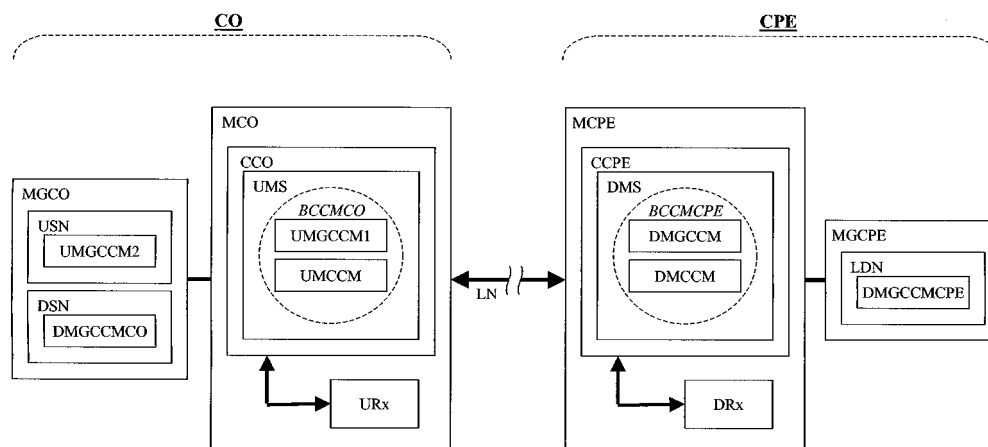 CO
CPE
MGCO
USN
UMGCCM2
DSN
DMGCCMCO
MCO
CCO
UMS
BCCMCO
UMGCCM1
UMCCM
URx
LN
MCPE
CCPE
DMS
BCCMCPE
DMGCCM
DMCCM
DRx
MGCPE
LDN
DMGCCMCPE